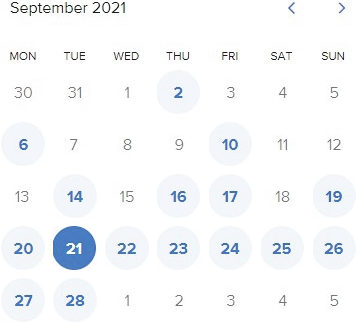 September 2021
MON TUE WED THU FRI SAT SUN
30 31 1 2 3 4 5
6 7 8 9 10 11 12
13 14 15 16 17 18 19
20 21 22 23 24 25 26
27 28 1 2 3 4 5